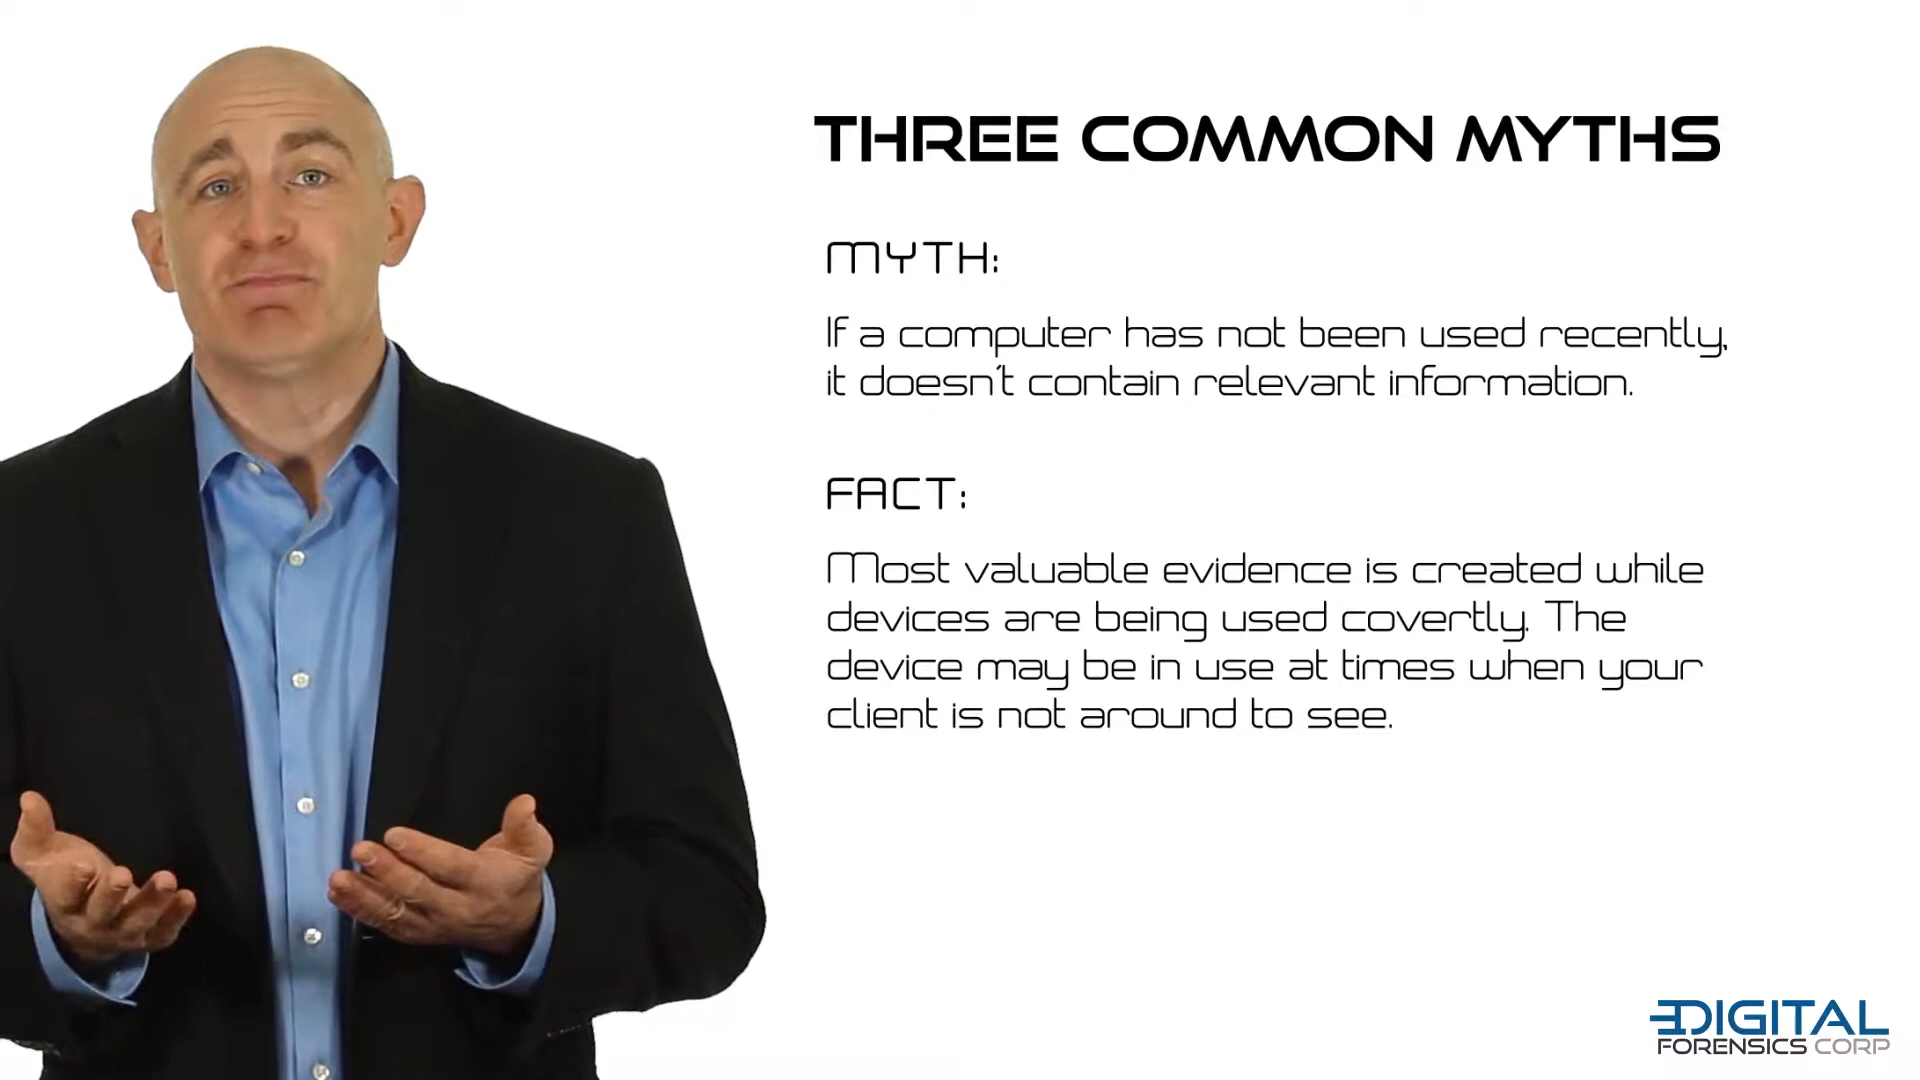 THREE COMMON MYTHS
MYTH:
If a computer has not been used recently,
it doesn't contain relevant information.
FACT:
Most valuable evidence is created while
devices are being used covertly. The
device may be in use at times when your
client is not around to see.
DIGITAL
FORENSICS CORP